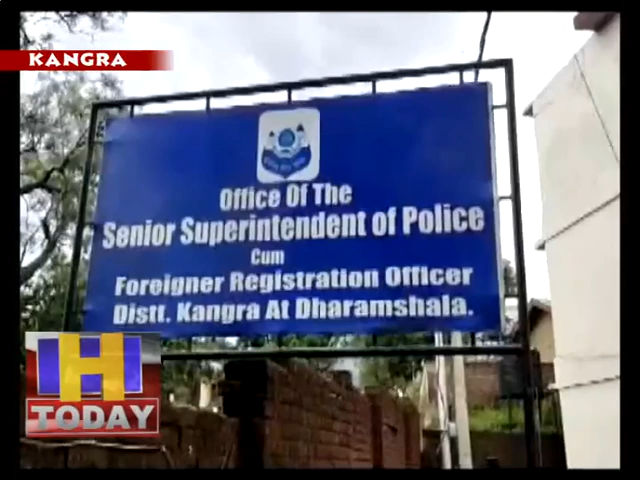 KANGRA
Office Of The
Senior Superintendent of Police
Cum
Foreigner Registration Officer
Distt. Kangra At Dharamshala.
H
TODAY